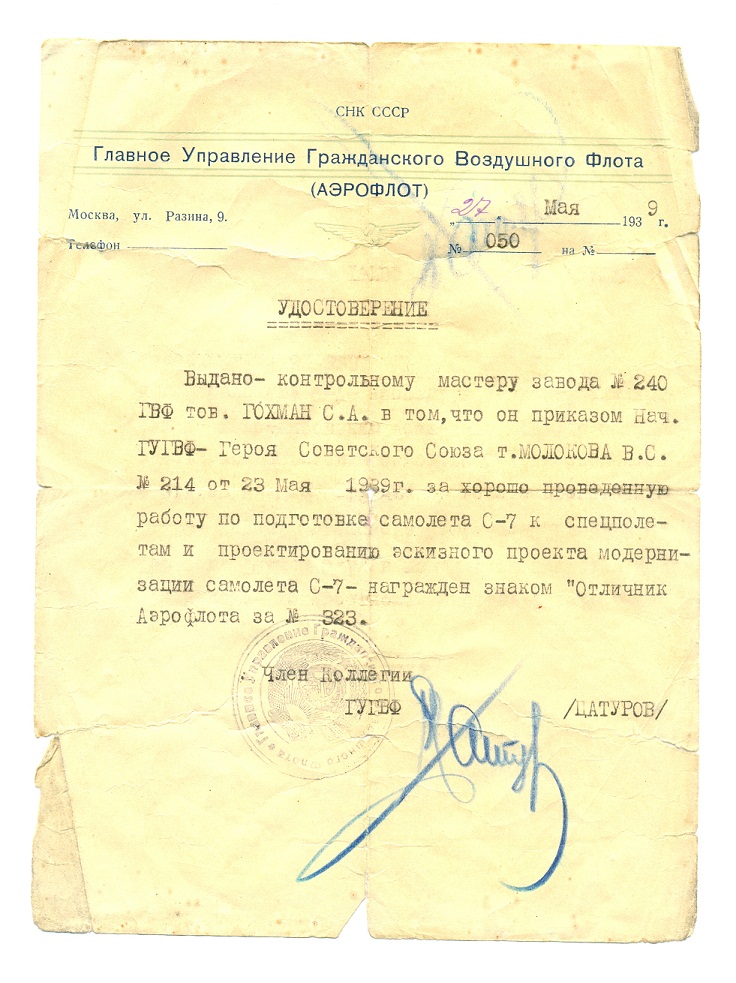 СНК СССР
Главное Управление Гражданского Воздушного Флота
(АЭРОФЛОТ)
Москва, ул. Разина, 9.
„27„ Мая 1939 г.
Телефон
№ 050 на №
УДОСТОВЕРЕНИЕ
Выдано- контрольному мастеру завода № 240
ГВФ тов. ГОХМАН С.А. в том, что он приказом Нач.
ГУГВФ- Героя Советского Союза т. МОЛОКОВА В.С.
№ 214 от 23 Мая 1939г. за хорошо проведенную
работу по подготовке самолета С-7 к спецполе-
там и проектированию эскизного проекта модерни-
зации самолета С-7- награжден знаком "Отличник
Аэрофлота за № 323.
Член Коллегии
ГУГВФ /ЦАТУРОВ/